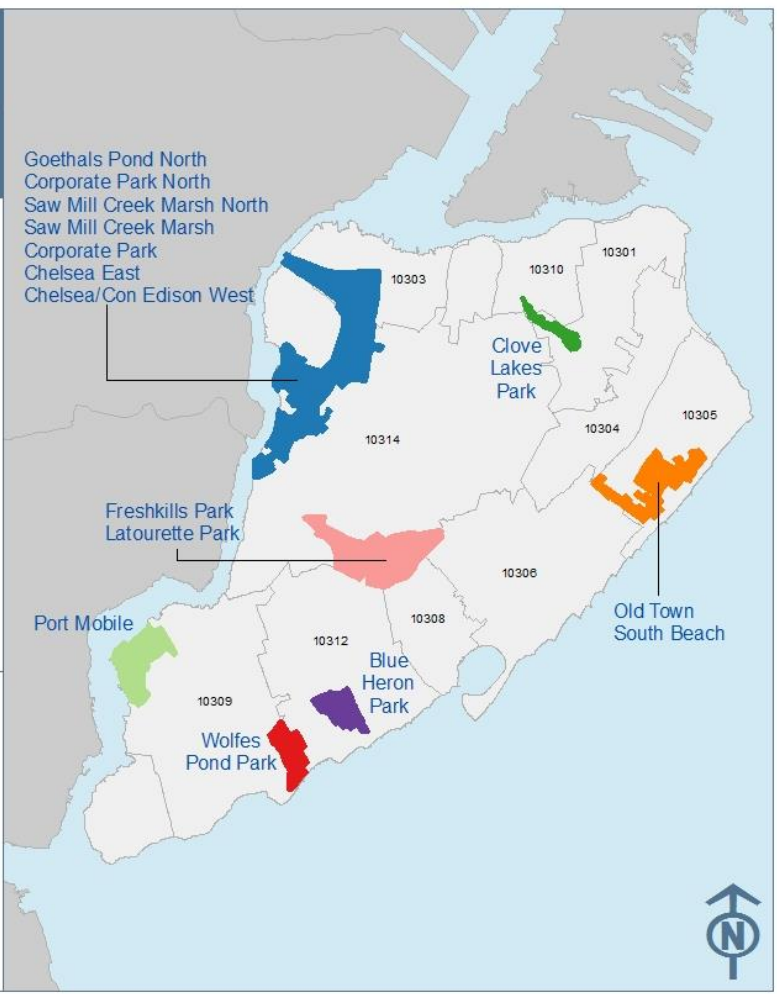 Goethals Pond North
Corporate Park North
Saw Mill Creek Marsh North
Saw Mill Creek Marsh
Corporate Park
Chelsea East
Chelsea/Con Edison West
10303
10310
10301
Clove
Lakes
Park
10314
10304
10305
Freshkills Park
Latourette Park
10306
Old Town
South Beach
Port Mobile
10312
10308
Blue
Heron
Park
10309
Wolfes
Pond Park
N